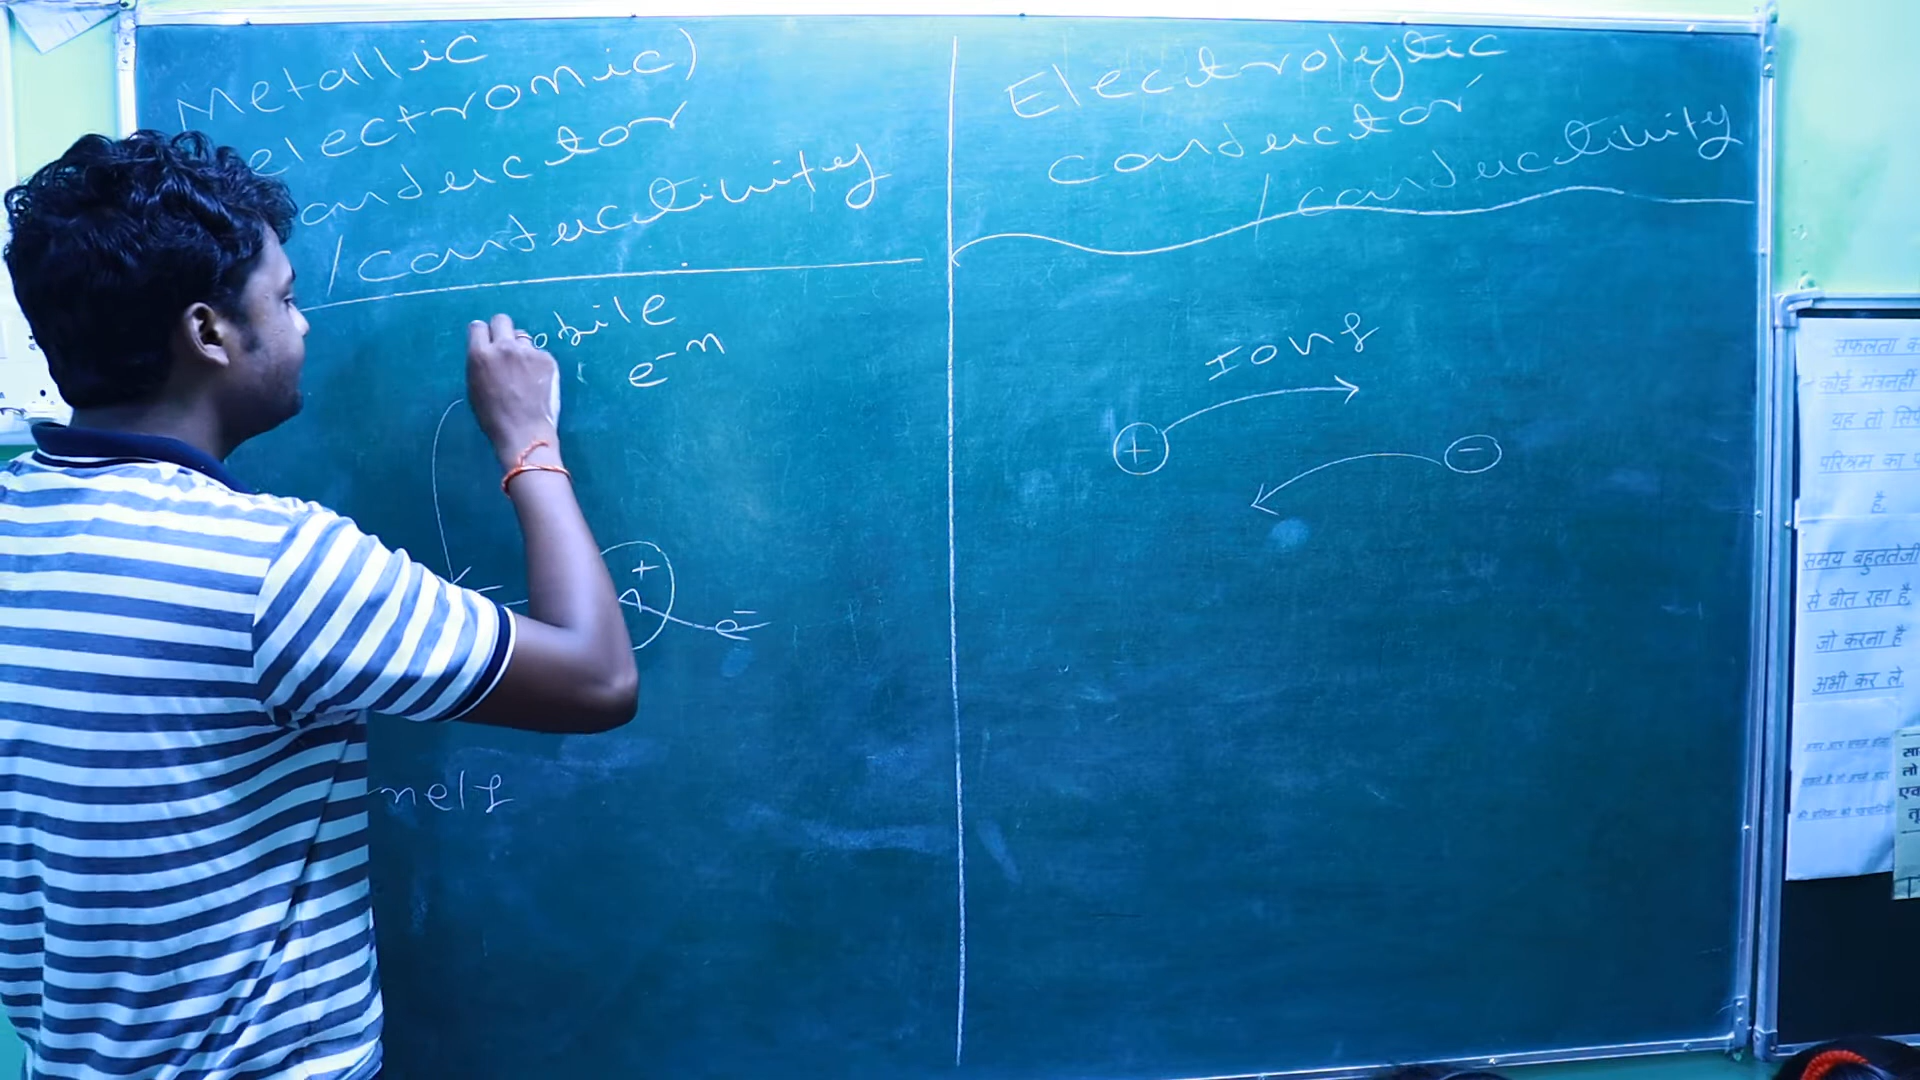 Metallic
electronic)
conductor
/conductivity
mobile
e⁻n
+
e⁻
Electrolytic
conductor
/conductivity
Ions
+
-
सफलता का
कोई मंत्र नहीं
यह तो सिर्फ
परिश्रम का
है.
समय बहुत तेजी
से बीत रहा है,
जो करना है
अभी कर ले.